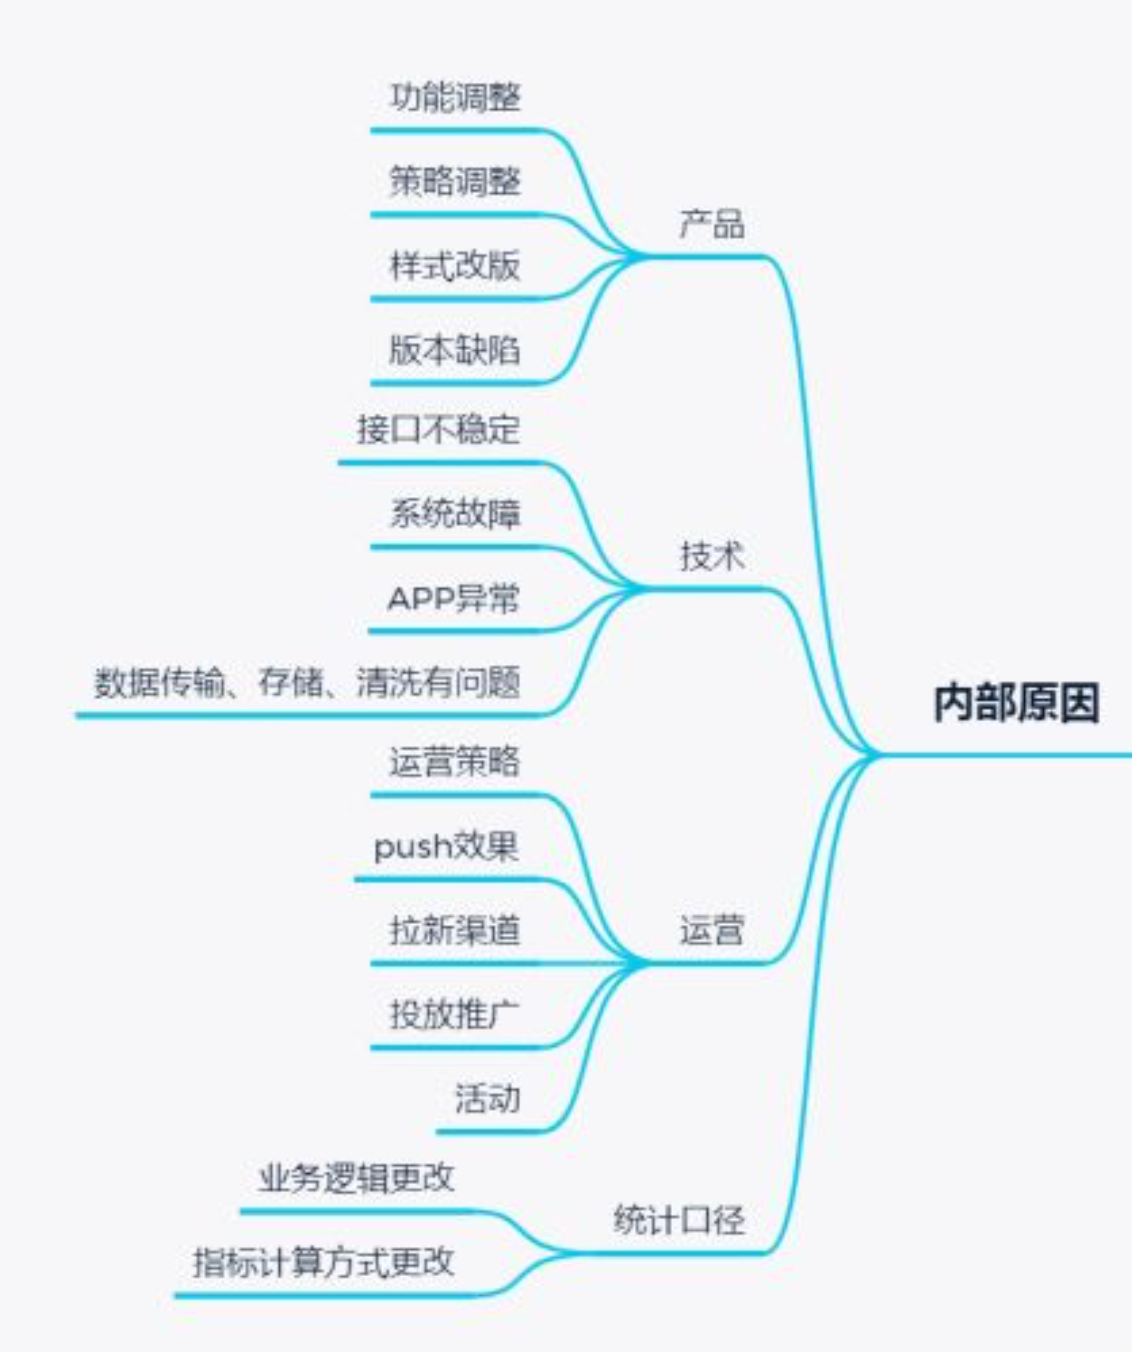 功能调整
策略调整
产品
样式改版
版本缺陷
接口不稳定
系统故障
技术
APP异常
数据传输、存储、清洗有问题
内部原因
运营策略
push效果
拉新渠道
运营
投放推广
活动
业务逻辑更改
统计口径
指标计算方式更改